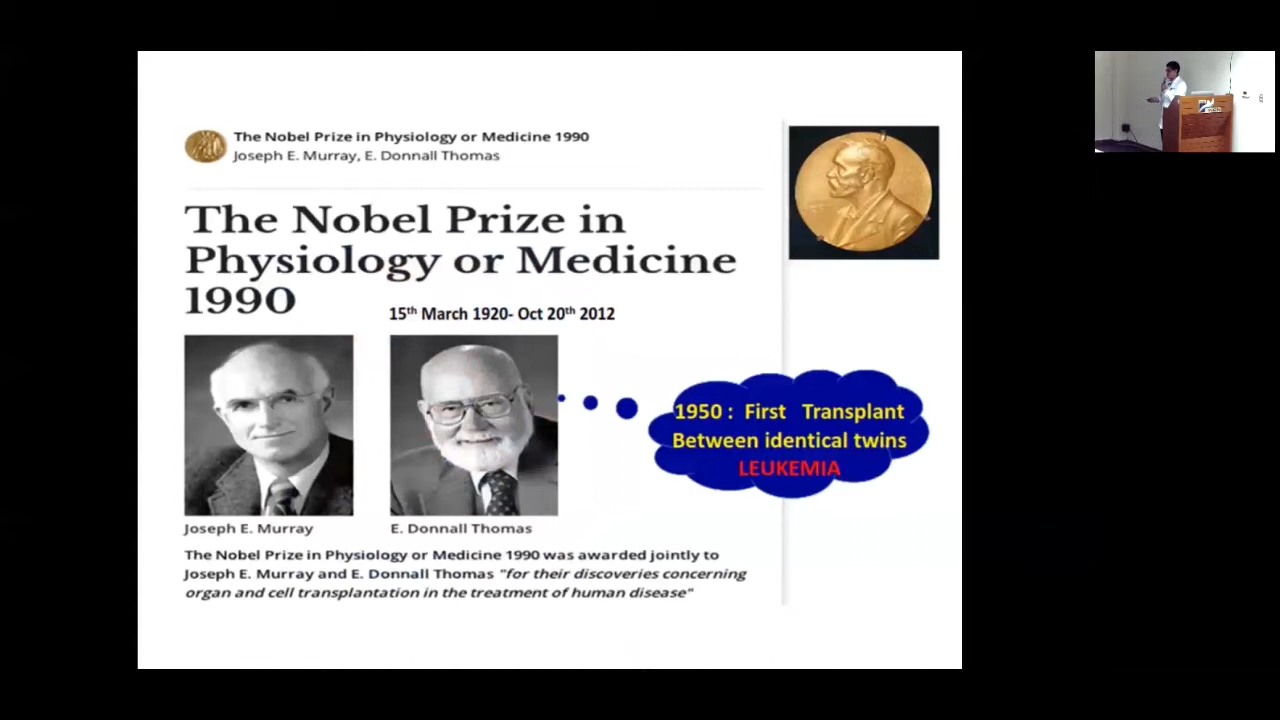 The Nobel Prize in Physiology or Medicine 1990
Joseph E. Murray, E. Donnall Thomas
The Nobel Prize in
Physiology or Medicine
1990
15th March 1920- Oct 20th 2012
1950 : First Transplant
Between identical twins
LEUKEMIA
Joseph E. Murray
E. Donnall Thomas
The Nobel Prize in Physiology or Medicine 1990 was awarded jointly to
Joseph E. Murray and E. Donnall Thomas "for their discoveries concerning
organ and cell transplantation in the treatment of human disease"